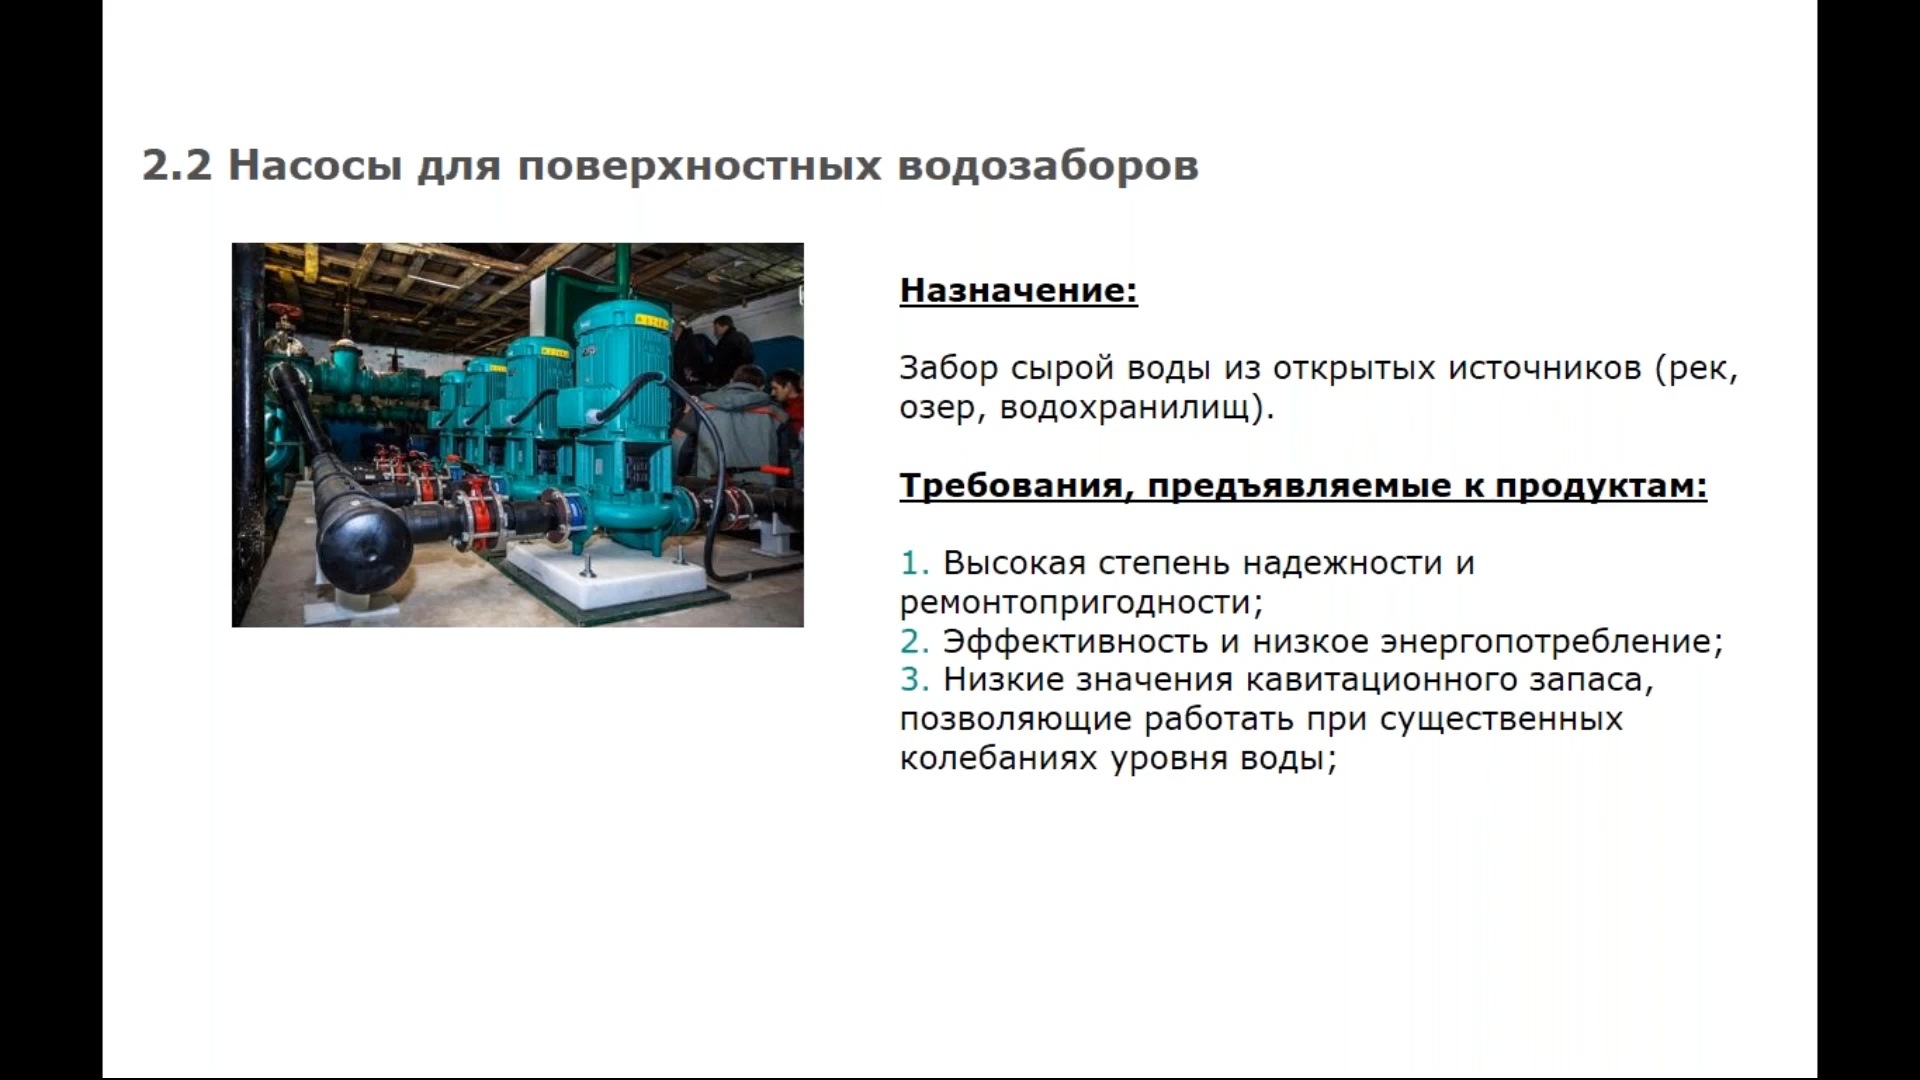 2.2 Насосы для поверхностных водозаборов
Назначение:
Забор сырой воды из открытых источников (рек,
озер, водохранилищ).
Требования, предъявляемые к продуктам:
1. Высокая степень надежности и
ремонтопригодности;
2. Эффективность и низкое энергопотребление;
3. Низкие значения кавитационного запаса,
позволяющие работать при существенных
колебаниях уровня воды;